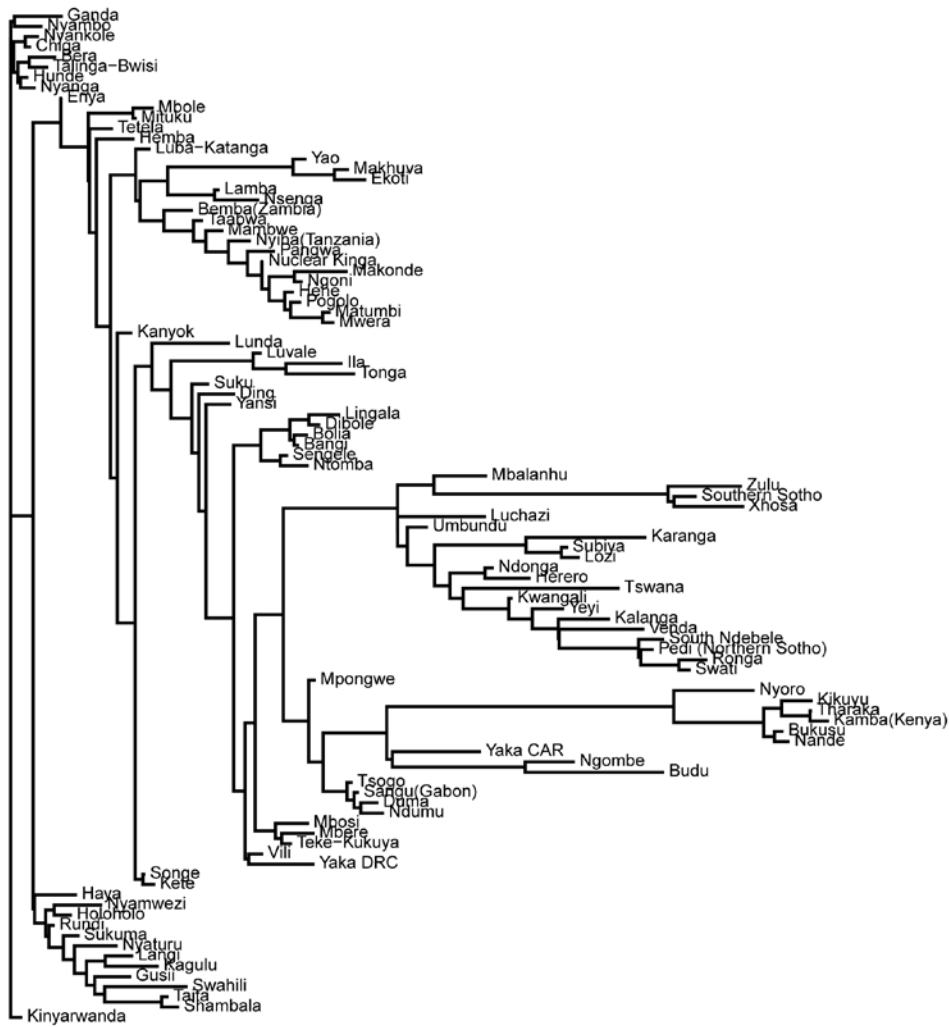 Ganda
Nyambo
Nyankole
Chiga
Bera
Talinga-Bwisi
Hunde
Nyanga
Enya
Mbole
Mituku
Tetela
Hemba
Luba-Katanga
Yao
Makhuva
Ekoti
Lamba
Nsenga
Bemba(Zambia)
Taabwa
Mambwe
Nyiha(Tanzania)
Pangwa
Nuclear Kinga
Makonde
Ngoni
Hehe
Pogolo
Matumbi
Mwera
Kanyok
Lunda
Luvale
Ila
Tonga
Suku
Ding
Yansi
Lingala
Dibole
Bolia
Bangi
Sengele
Ntomba
Mbalanhu
Zulu
Southern Sotho
Xhosa
Luchazi
Umbundu
Karanga
Subiya
Lozi
Ndonga
Herero
Tswana
Kwangali
Yeyi
Kalanga
Venda
South Ndebele
Pedi (Northern Sotho)
Ronga
Swati
Mpongwe
Nyoro
Kikuyu
Tharaka
Kamba(Kenya)
Bukusu
Nande
Yaka CAR
Ngombe
Budu
Tsogo
Sangu(Gabon)
Duma
Ndumu
Mbosi
Mbere
Teke-Kukuya
Vili
Yaka DRC
Songe
Kete
Haya
Nyamwezi
Holoholo
Rundi
Sukuma
Nyaturu
Langi
Kagulu
Gusii
Swahili
Taita
Shambala
Kinyarwanda